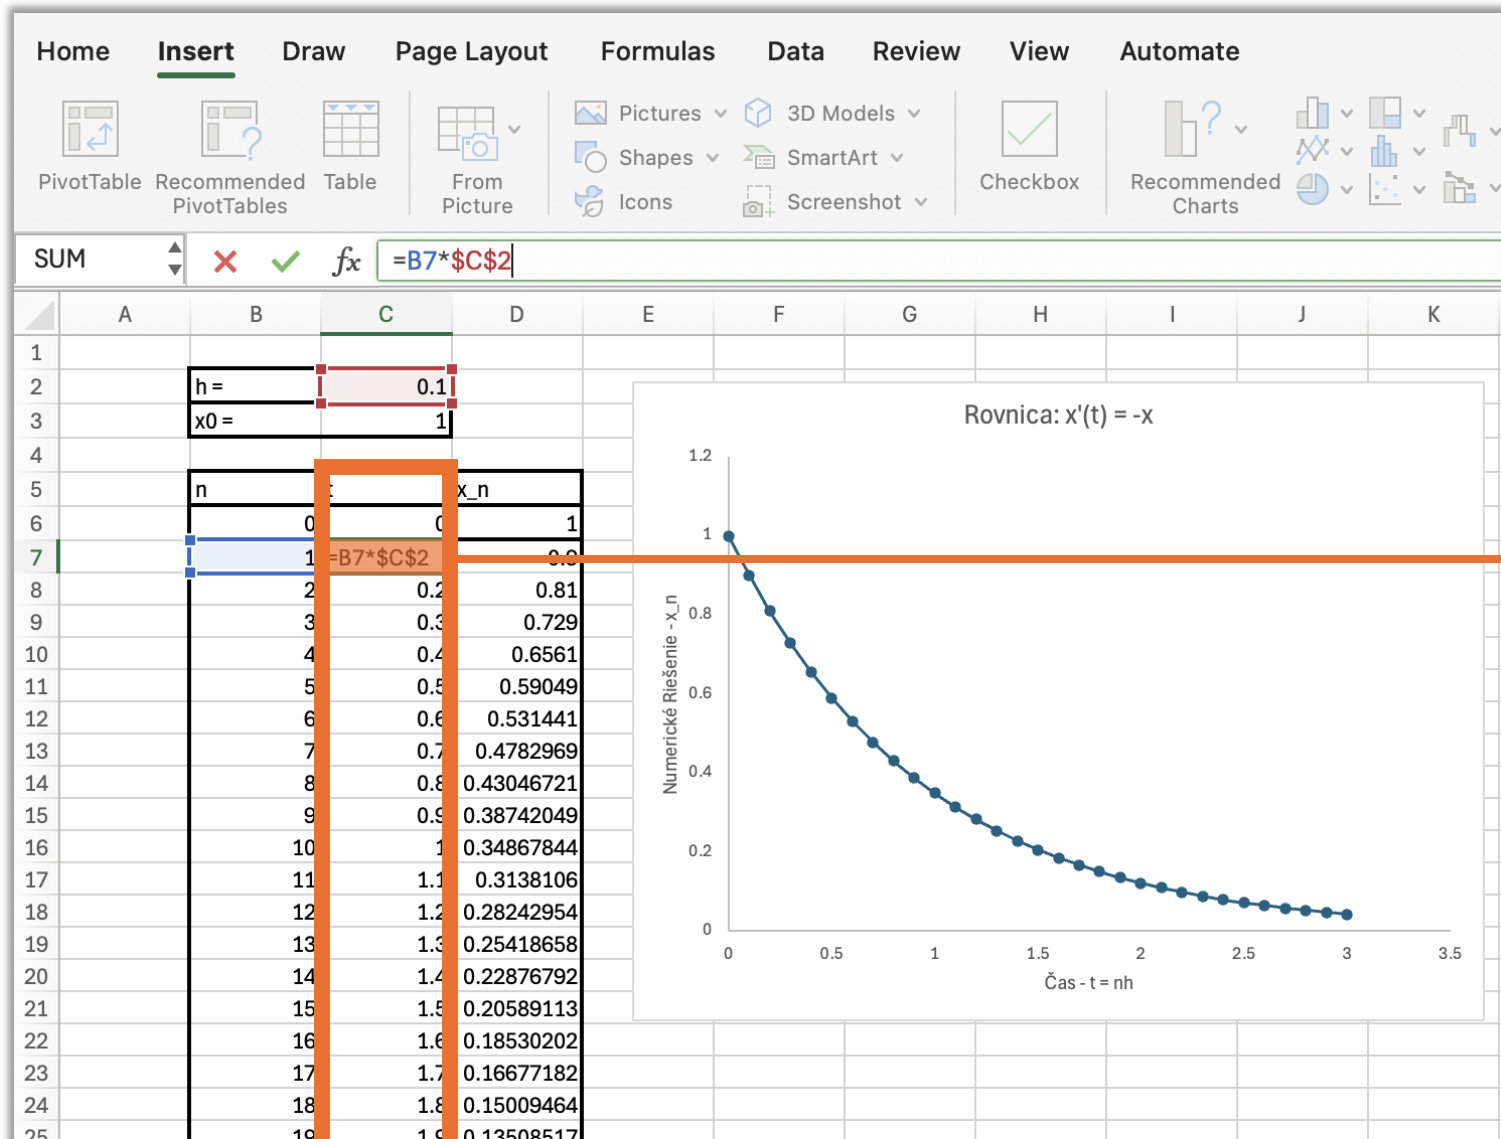 Home Insert Draw Page Layout Formulas Data Review View Automate
PivotTable
Recommended
PivotTables
Table
From
Picture
Pictures
Shapes
Icons
3D Models
SmartArt
Screenshot
Checkbox
Recommended
Charts
SUM fx =B7*$C$2
A B C D E F G H I J K
1
2 h = 0.1
3 x0 = 1
4
5 n t x_n
6 0 0 1
7 1 =B7*$C$2 0.9
8 2 0.2 0.81
9 3 0.3 0.729
10 4 0.4 0.6561
11 5 0.5 0.59049
12 6 0.6 0.531441
13 7 0.7 0.4782969
14 8 0.8 0.43046721
15 9 0.9 0.38742049
16 10 1 0.34867844
17 11 1.1 0.3138106
18 12 1.2 0.28242954
19 13 1.3 0.25418658
20 14 1.4 0.22876792
21 15 1.5 0.20589113
22 16 1.6 0.18530202
23 17 1.7 0.16677182
24 18 1.8 0.15009464
25 19 1.9 0.13508517
Rovnica: x'(t) = -x
1.2
1
0.8
0.6
0.4
0.2
0
Numerické Riešenie - x_n
0 0.5 1 1.5 2 2.5 3 3.5
Čas - t = nh